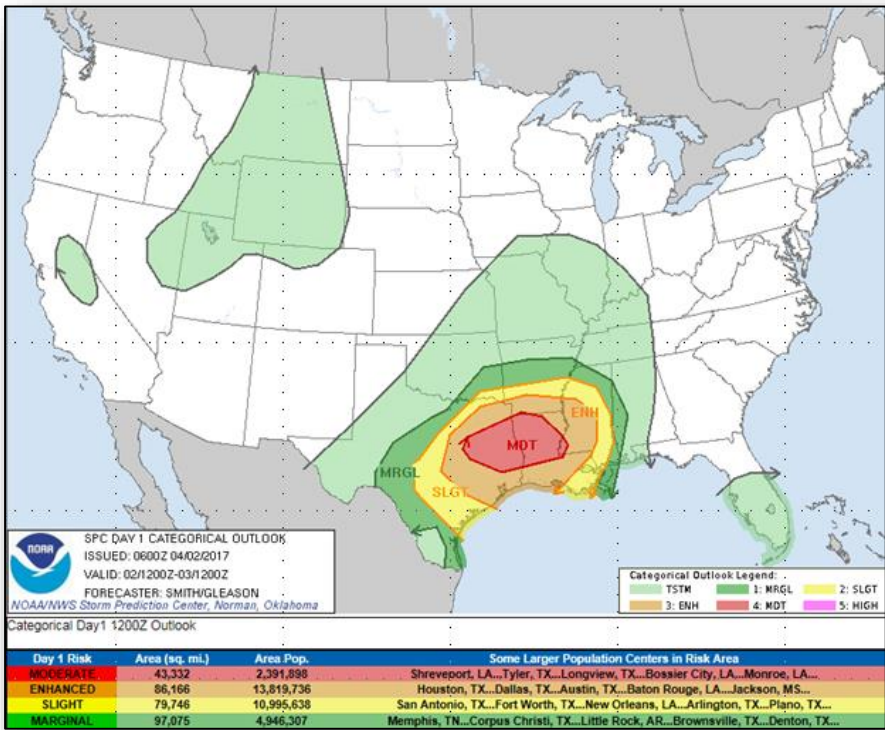 MRGL
SLGT
ENH
MDT
NOAA
SPC DAY 1 CATEGORICAL OUTLOOK
ISSUED: 0600Z 04/02/2017
VALID: 02/1200Z-03/1200Z
FORECASTER: SMITH/GLEASON
NOAA/NWS Storm Prediction Center, Norman, Oklahoma
Categorical Outlook Legend:
TSTM 1: MRGL 2: SLGT
3: ENH 4: MDT 5: HIGH
Categorical Day1 1200Z Outlook
Day 1 Risk Area (sq. mi.) Area Pop. Some Larger Population Centers in Risk Area
MODERATE 43,332 2,391,898 Shreveport, LA...Tyler, TX...Longview, TX...Bossier City, LA...Monroe, LA...
ENHANCED 86,166 13,819,736 Houston, TX...Dallas, TX...Austin, TX...Baton Rouge, LA...Jackson, MS...
SLIGHT 79,746 10,995,638 San Antonio, TX...Fort Worth, TX...New Orleans, LA...Arlington, TX...Plano, TX...
MARGINAL 97,075 4,946,307 Memphis, TN...Corpus Christi, TX...Little Rock, AR...Brownsville, TX...Denton, TX...